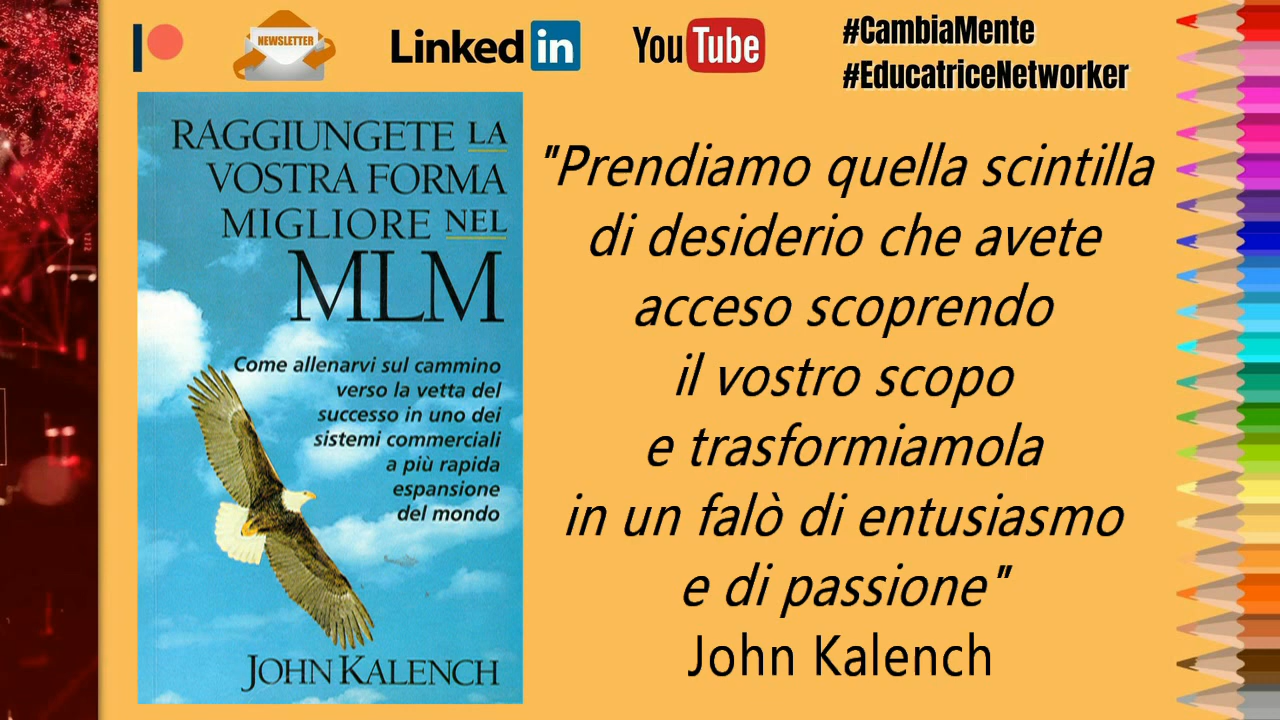 NEWSLETTER
Linked in
YouTube
#CambiaMente
#EducatriceNetworker
RAGGIUNGETE LA
VOSTRA FORMA
MIGLIORE NEL
MLM
Come allenarvi sul cammino
verso la vetta del
successo in uno dei
sistemi commerciali
a più rapida
espansione
del mondo
JOHN KALENCH
"Prendiamo quella scintilla
di desiderio che avete
acceso scoprendo
il vostro scopo
e trasformiamola
in un falò di entusiasmo
e di passione"
John Kalench